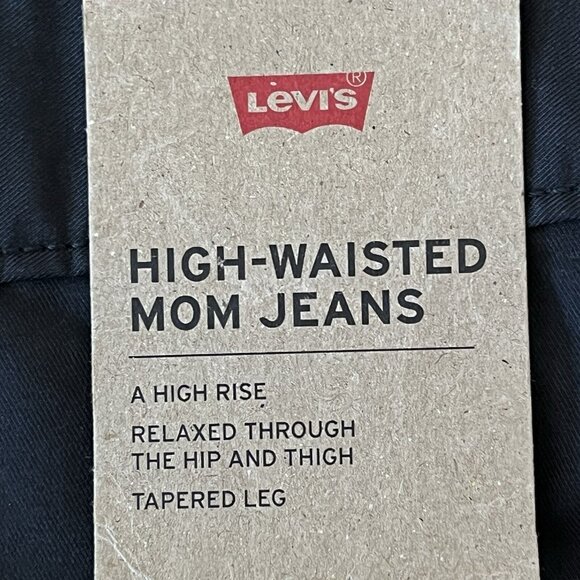 Levi's®
HIGH-WAISTED
MOM JEANS
A HIGH RISE
RELAXED THROUGH
THE HIP AND THIGH
TAPERED LEG